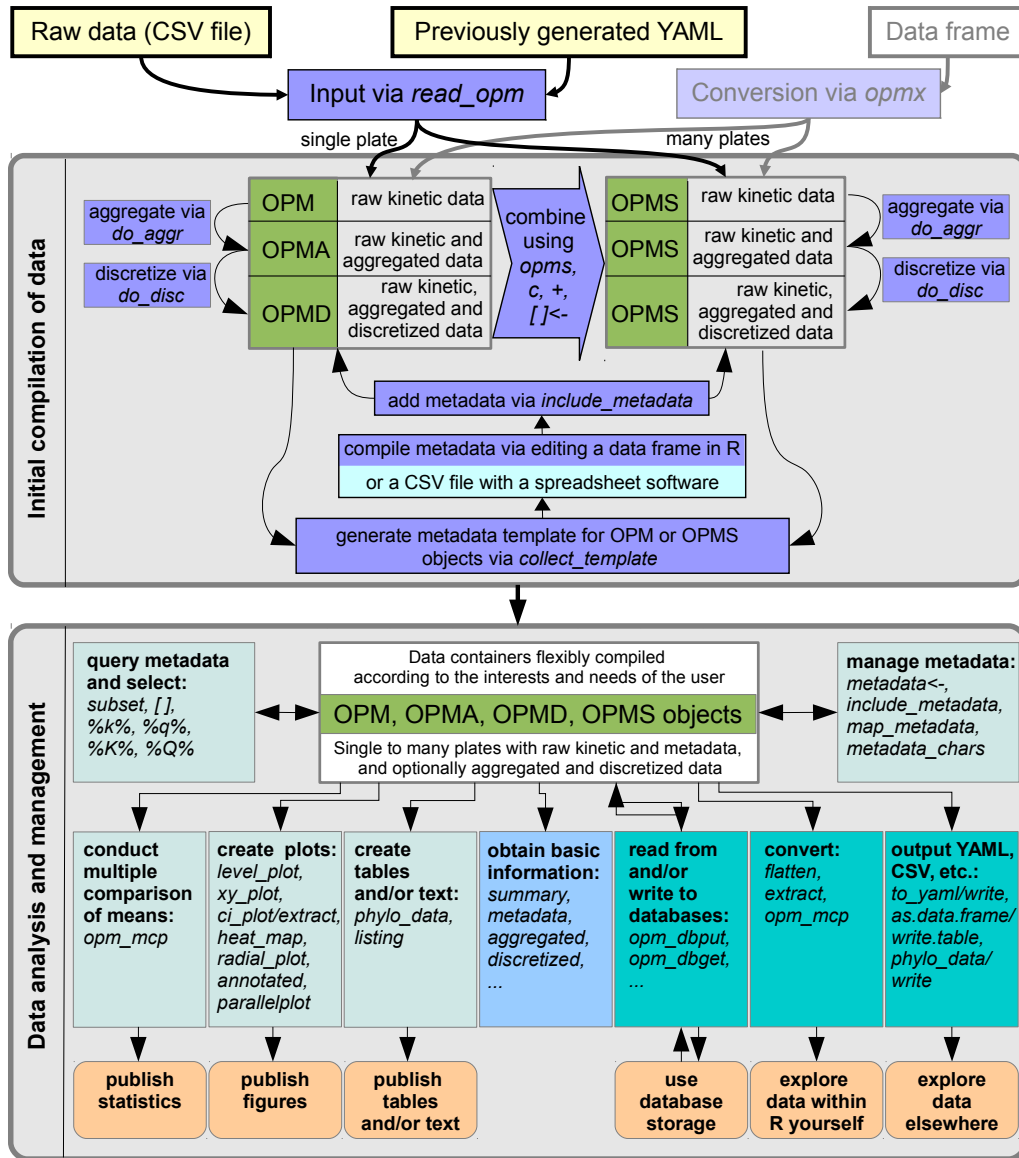 Raw data (CSV file)
Previously generated YAML
Data frame
Input via read_opm
Conversion via opmx
single plate
many plates
Initial compilation of data
OPM
raw kinetic data
OPMA
raw kinetic and
aggregated data
OPMD
raw kinetic,
aggregated and
discretized data
aggregate via
do_aggr
discretize via
do_disc
combine
using
opms,
c, +,
[ ]<-
OPMS
raw kinetic data
OPMS
raw kinetic and
aggregated data
OPMS
raw kinetic,
aggregated and
discretized data
aggregate via
do_aggr
discretize via
do_disc
add metadata via include_metadata
compile metadata via editing a data frame in R
or a CSV file with a spreadsheet software
generate metadata template for OPM or OPMS
objects via collect_template
Data analysis and management
query metadata
and select:
subset, [ ],
%k%, %q%,
%K%, %Q%
Data containers flexibly compiled
according to the interests and needs of the user
OPM, OPMA, OPMD, OPMS objects
Single to many plates with raw kinetic and metadata,
and optionally aggregated and discretized data
manage metadata:
metadata<-,
include_metadata,
map_metadata,
metadata_chars
conduct
multiple
comparison
of means:
opm_mcp
create plots:
level_plot,
xy_plot,
ci_plot/extract,
heat_map,
radial_plot,
annotated,
parallelplot
create
tables
and/or text:
phylo_data,
listing
obtain basic
information:
summary,
metadata,
aggregated,
discretized,
...
read from
and/or
write to
databases:
opm_dbput,
opm_dbget,
...
convert:
flatten,
extract,
opm_mcp
output YAML,
CSV, etc.:
to_yaml/write,
as.data.frame/
write.table,
phylo_data/
write
publish
statistics
publish
figures
publish
tables
and/or text
use
database
storage
explore
data within
R yourself
explore
data
elsewhere